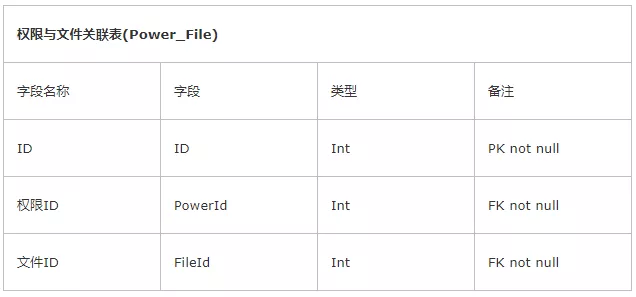 权限与文件关联表(Power_File)
字段名称 字段 类型 备注
ID ID Int PK not null
权限ID PowerId Int FK not null
文件ID FileId Int FK not null